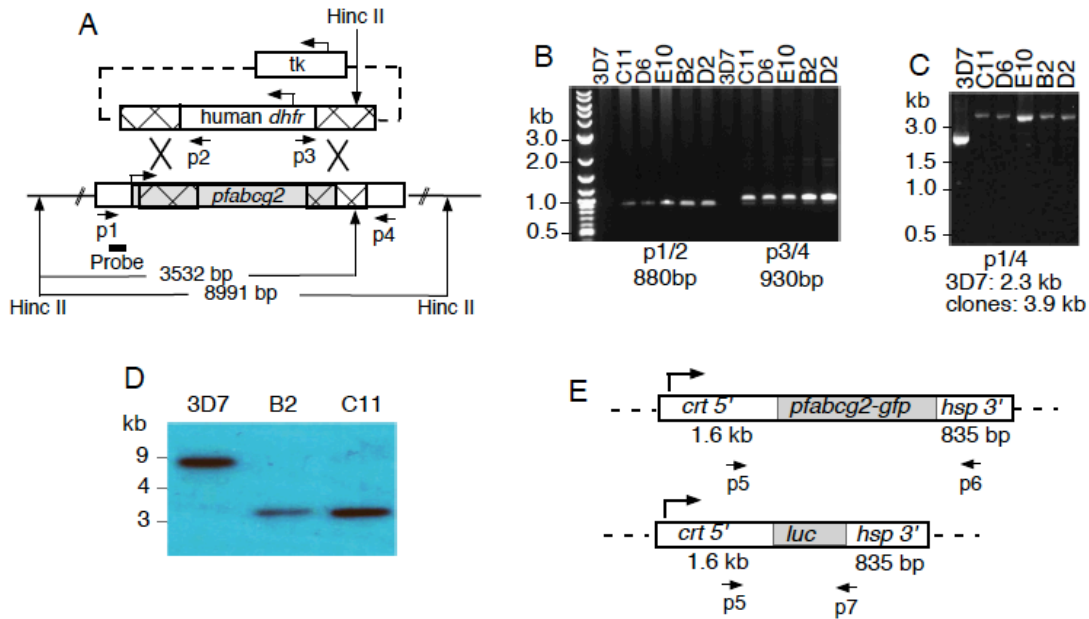 A
Hinc II
tk
human dhfr
p2
p3
pfabcg2
p1
p4
Probe
3532 bp
8991 bp
Hinc II
Hinc II
B
3D7
C11
D6
E10
B2
D2
3D7
C11
D6
E10
B2
D2
kb
3.0
2.0
1.0
0.5
p1/2
880bp
p3/4
930bp
C
3D7
C11
D6
E10
B2
D2
kb
3.0
1.5
1.0
0.5
p1/4
3D7: 2.3 kb
clones: 3.9 kb
D
3D7 B2 C11
kb
9
4
3
E
crt 5' pfabcg2-gfp hsp 3'
1.6 kb 835 bp
p5 p6
crt 5' luc hsp 3'
1.6 kb 835 bp
p5 p7